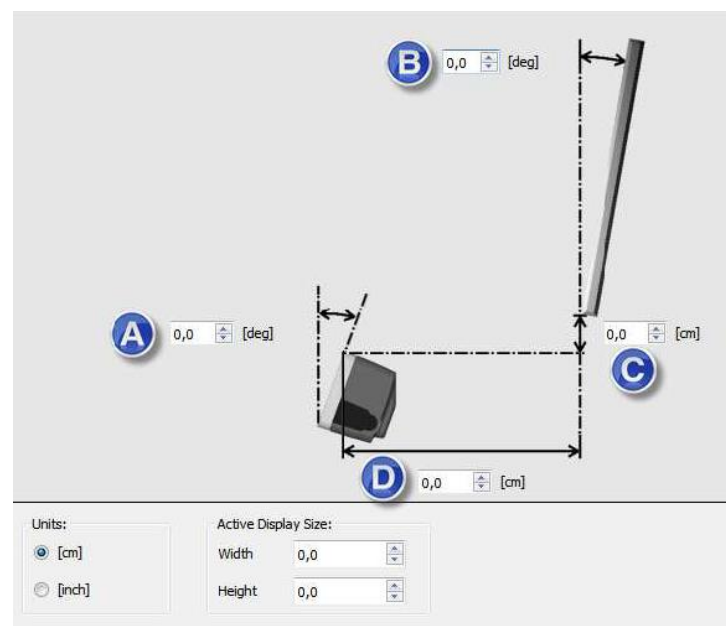 B 0,0 [deg]
A 0,0 [deg]
0,0 [cm]
C
D 0,0 [cm]
Units:
[cm]
[inch]
Active Display Size:
Width 0,0
Height 0,0